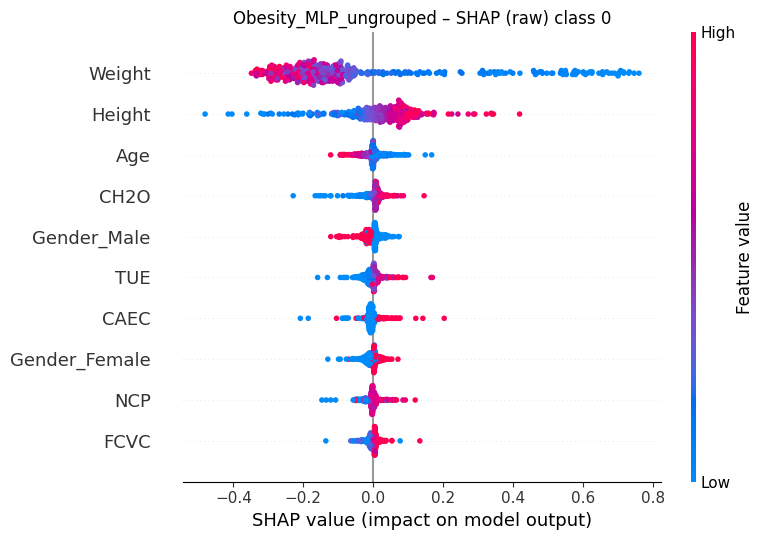 Obesity_MLP_ungrouped – SHAP (raw) class 0
High
Weight
Height
Age
CH2O
Gender_Male
TUE
CAEC
Gender_Female
NCP
FCVC
Feature value
Low
−0.4 −0.2 0.0 0.2 0.4 0.6 0.8
SHAP value (impact on model output)